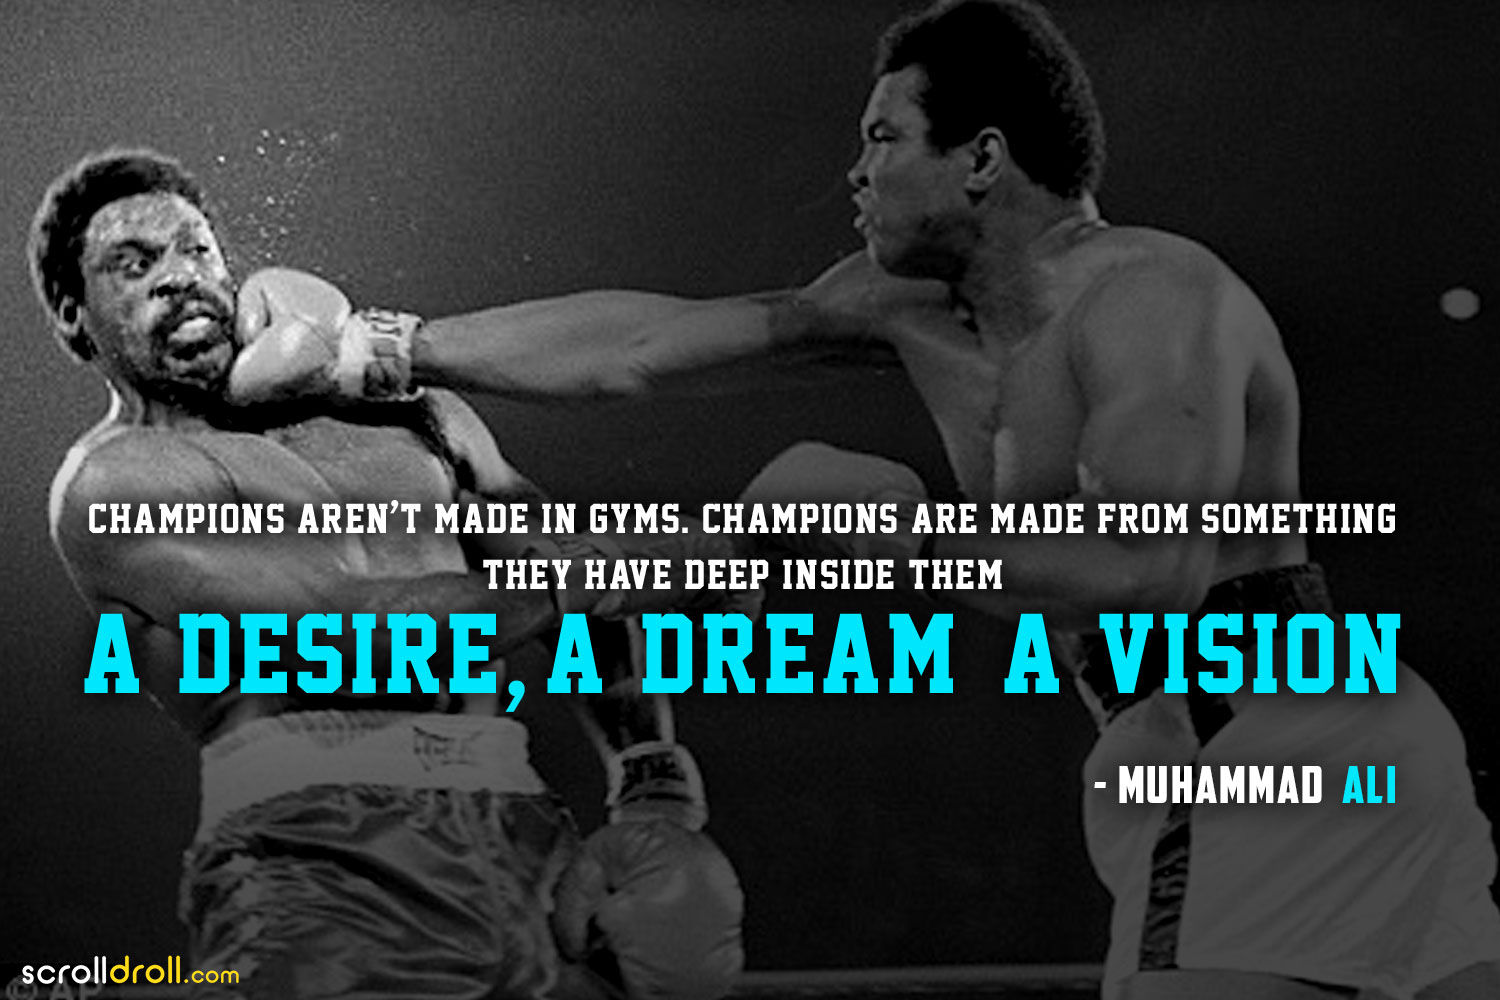 CHAMPIONS AREN'T MADE IN GYMS. CHAMPIONS ARE MADE FROM SOMETHING
THEY HAVE DEEP INSIDE THEM
A DESIRE, A DREAM A VISION
- MUHAMMAD ALI
scrolldroll.com